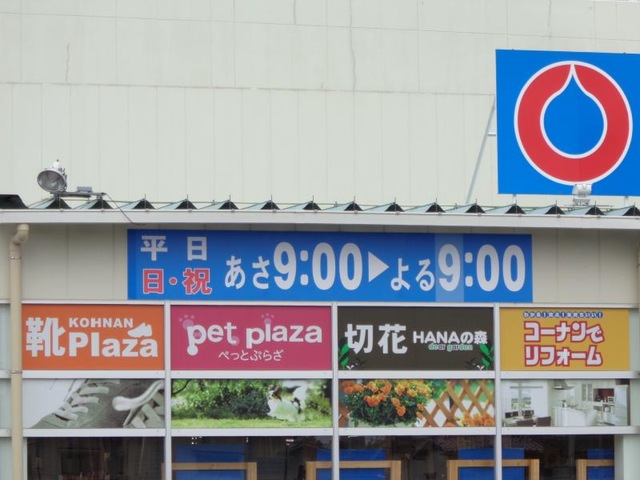 平日
日・祝
あさ9:00▶よる9:00
靴 KOHNAN Plaza
pet plaza
ぺっとぷらざ
切花 HANAの森
dear garden
コーナンで
リフォーム